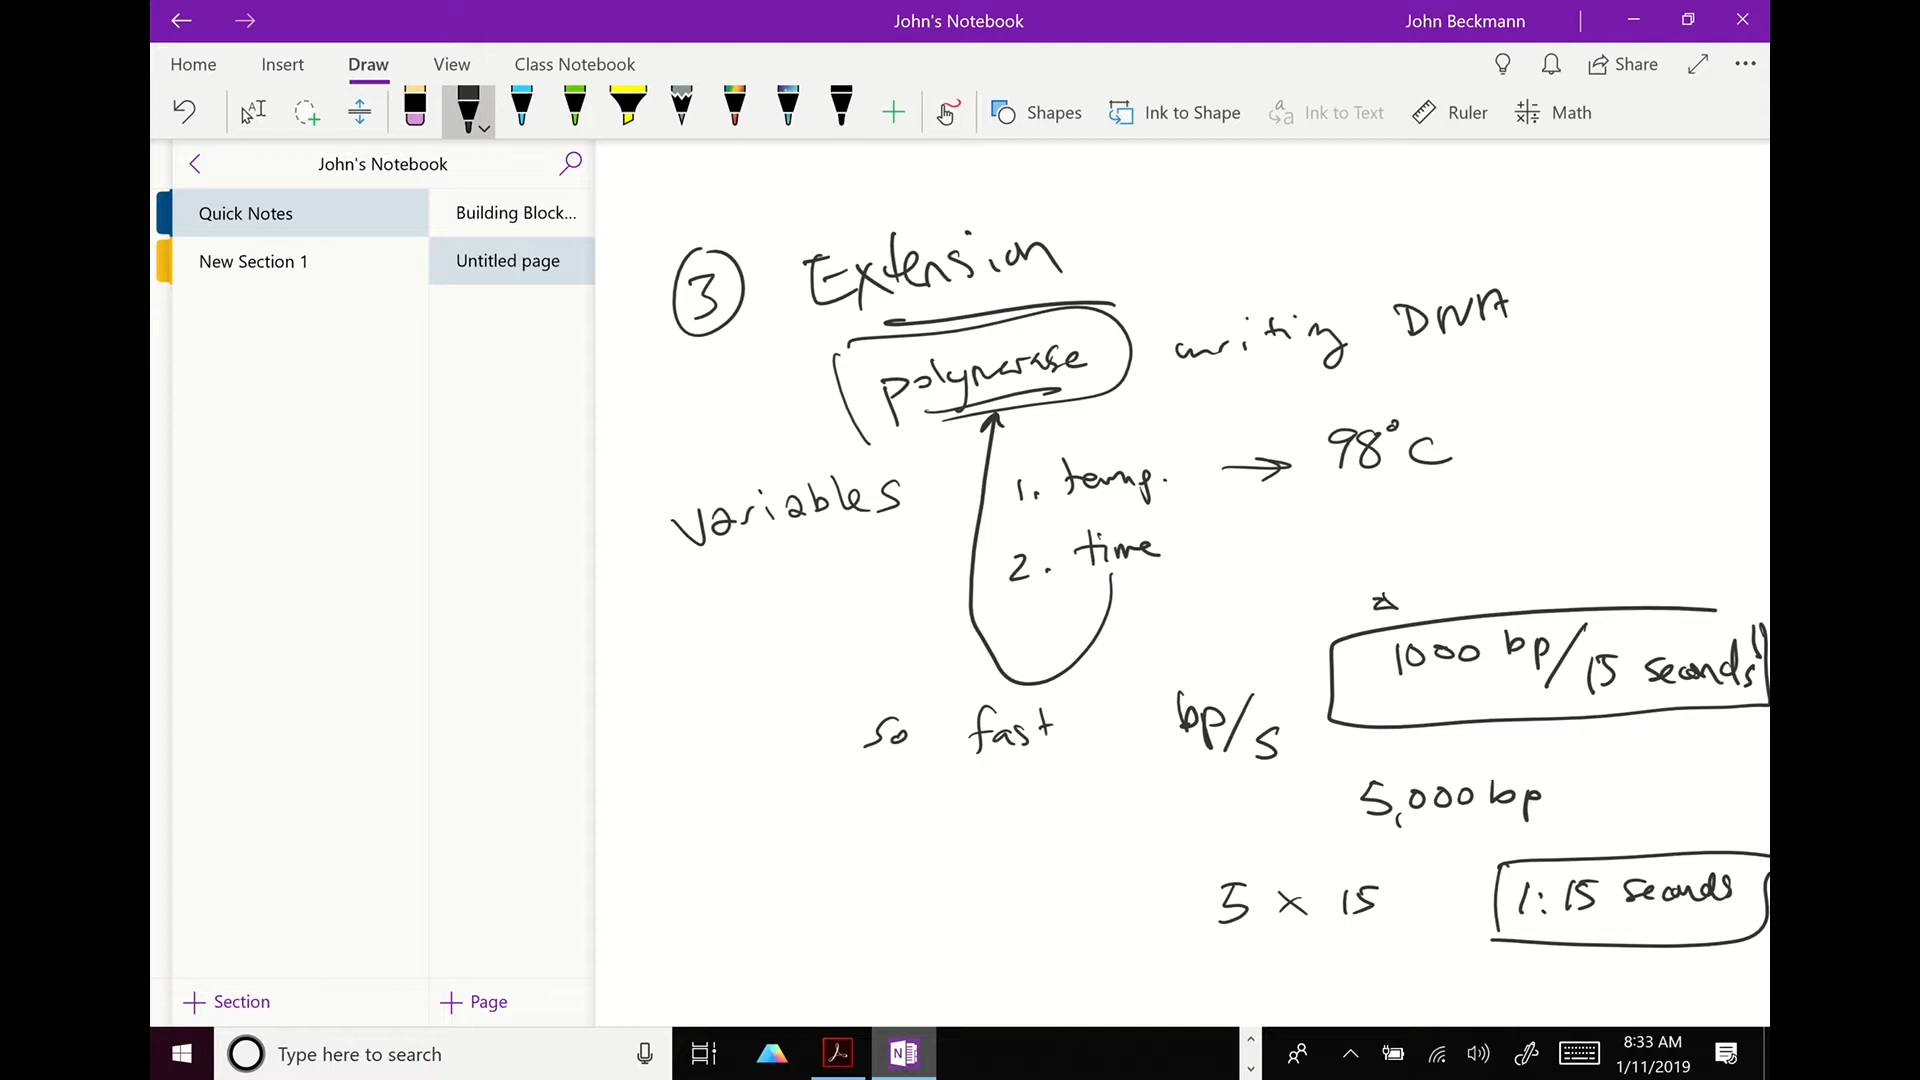 John's Notebook
John Beckmann
Home Insert Draw View Class Notebook
Share
Shapes Ink to Shape Ink to Text Ruler Math
John's Notebook
Quick Notes
New Section 1
Building Block...
Untitled page
3 Extension
polymerase writing DNA
variables
1. temp. → 98°C
2. time
1000 bp/15 seconds!!
so fast bp/s
5,000 bp
5 x 15 1:15 seconds
+ Section
+ Page
Type here to search
8:33 AM
1/11/2019